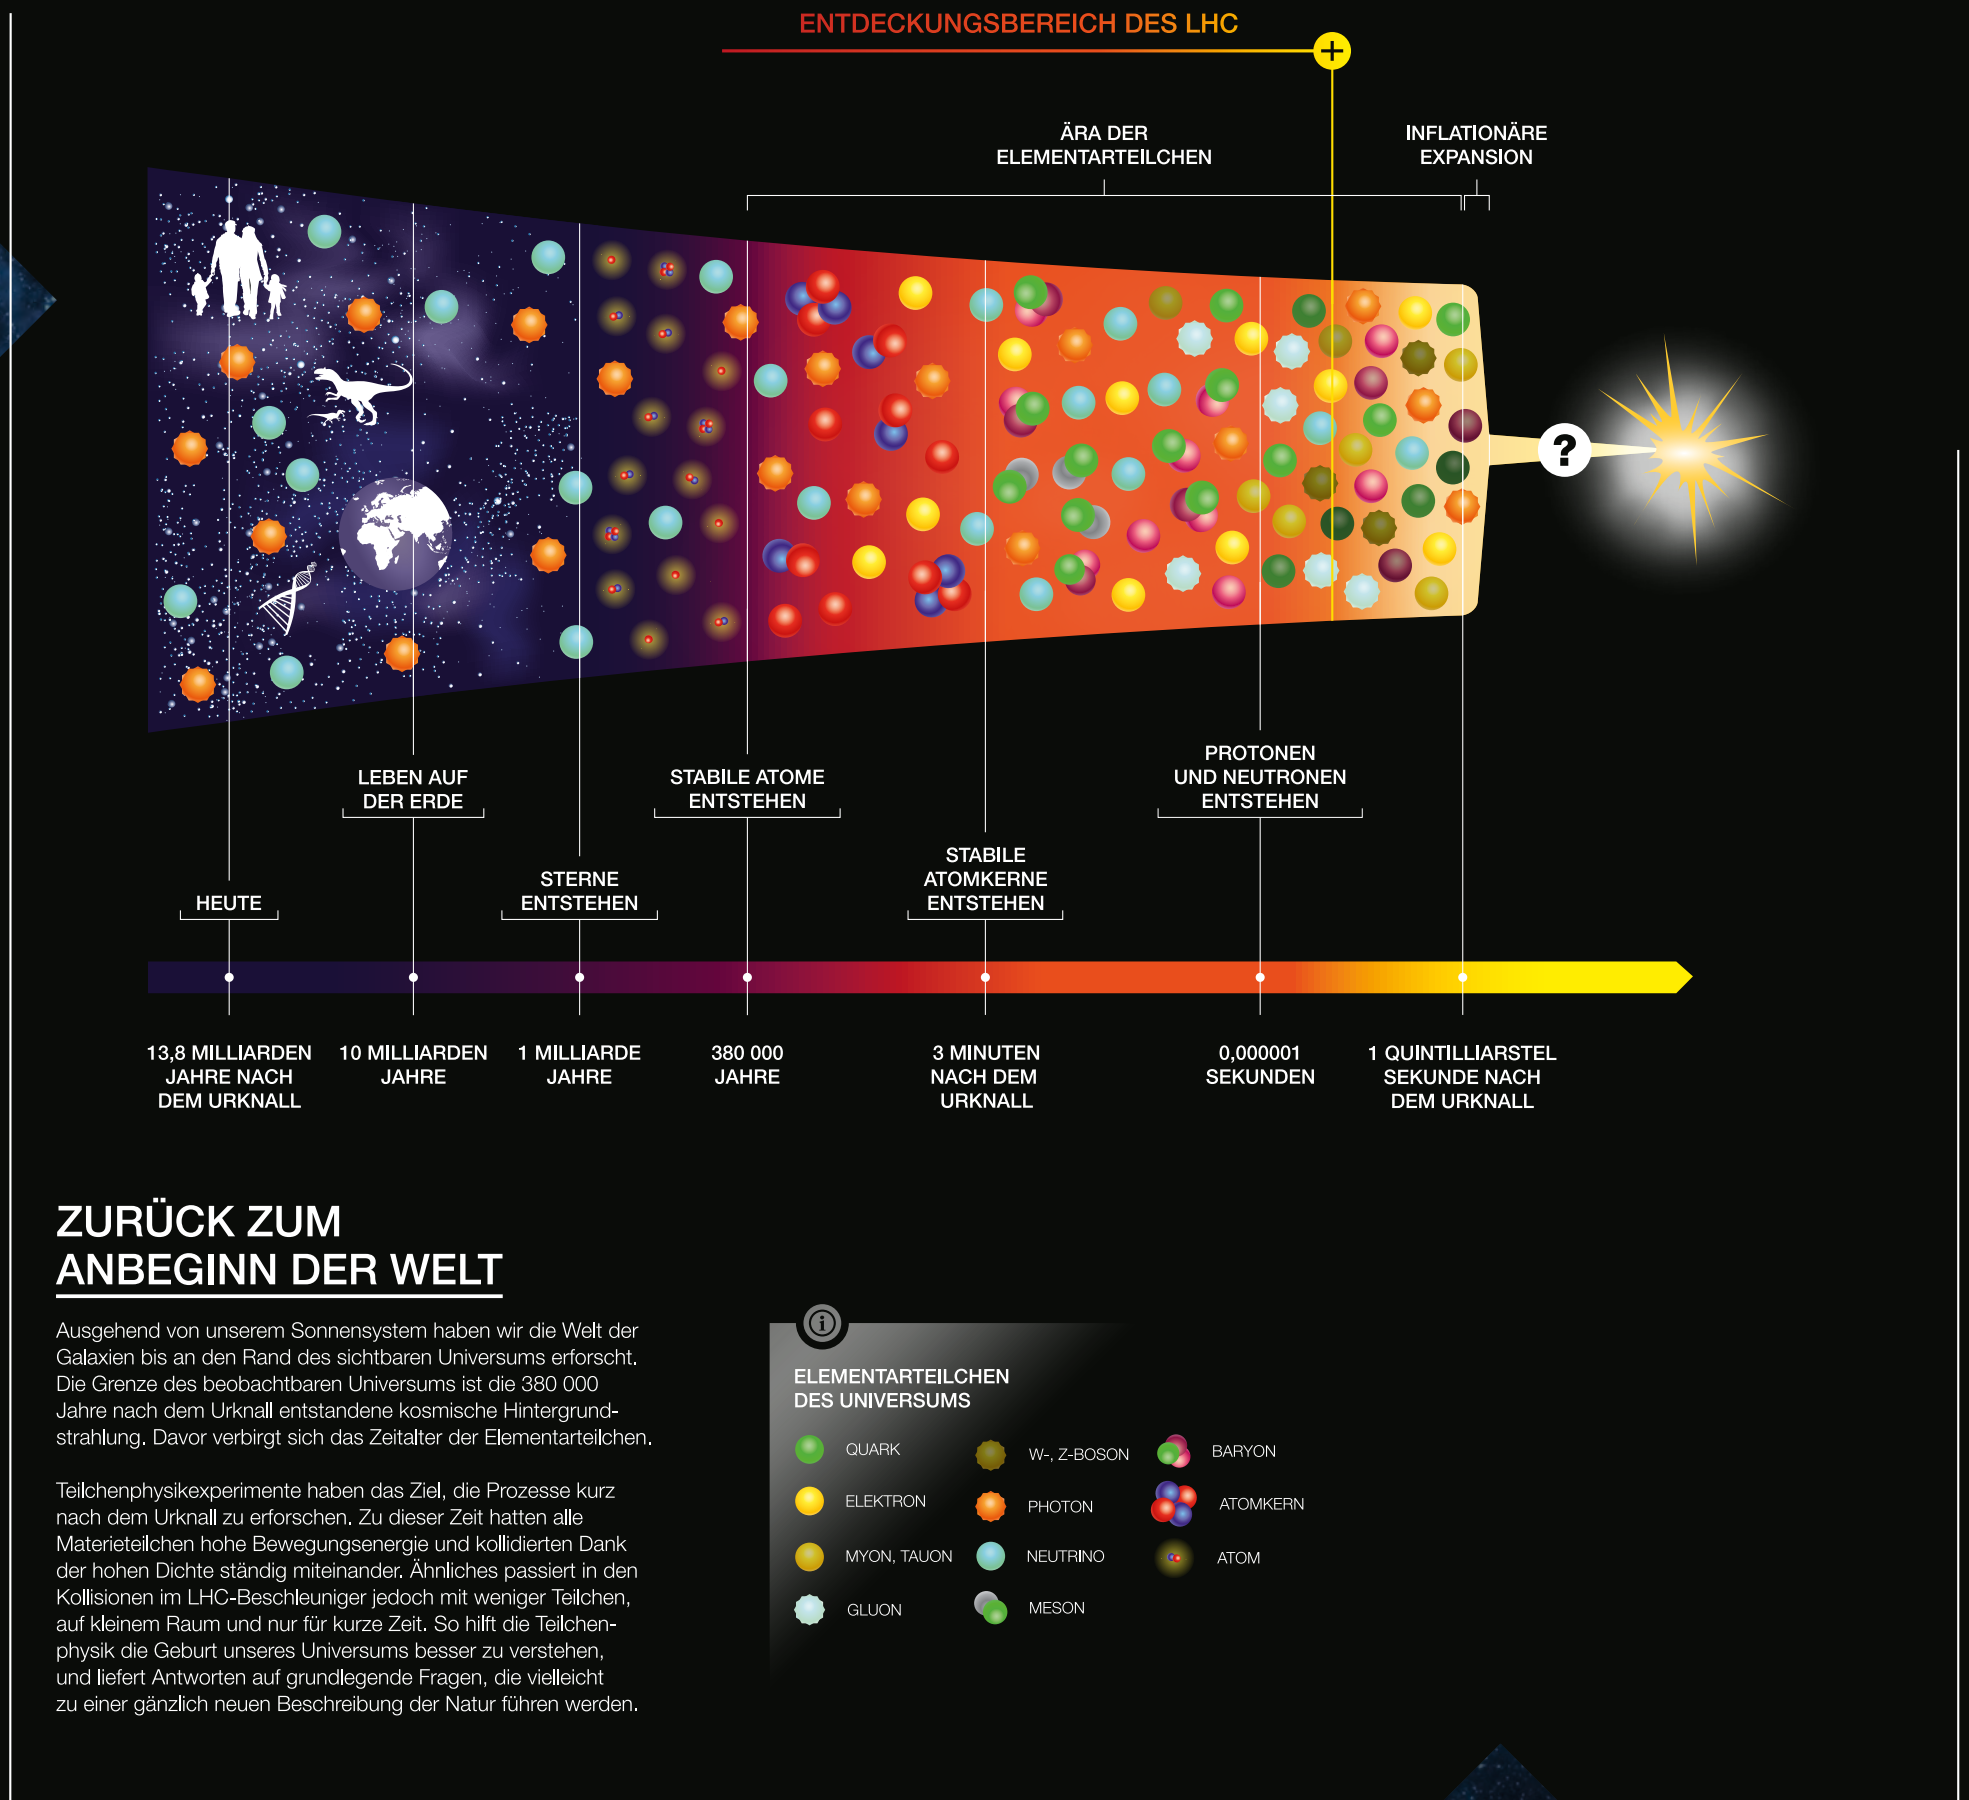 ENTDECKUNGSBEREICH DES LHC
+
ÄRA DER
ELEMENTARTEILCHEN
INFLATIONÄRE
EXPANSION
?
LEBEN AUF
DER ERDE
STABILE ATOME
ENTSTEHEN
PROTONEN
UND NEUTRONEN
ENTSTEHEN
HEUTE
STERNE
ENTSTEHEN
STABILE
ATOMKERNE
ENTSTEHEN
13,8 MILLIARDEN
JAHRE NACH
DEM URKNALL
10 MILLIARDEN
JAHRE
1 MILLIARDE
JAHRE
380 000
JAHRE
3 MINUTEN
NACH DEM
URKNALL
0,000001
SEKUNDEN
1 QUINTILLIARSTEL
SEKUNDE NACH
DEM URKNALL
ZURÜCK ZUM
ANBEGINN DER WELT
Ausgehend von unserem Sonnensystem haben wir die Welt der
Galaxien bis an den Rand des sichtbaren Universums erforscht.
Die Grenze des beobachtbaren Universums ist die 380 000
Jahre nach dem Urknall entstandene kosmische Hintergrund-
strahlung. Davor verbirgt sich das Zeitalter der Elementarteilchen.
Teilchenphysikexperimente haben das Ziel, die Prozesse kurz
nach dem Urknall zu erforschen. Zu dieser Zeit hatten alle
Materieteilchen hohe Bewegungsenergie und kollidierten Dank
der hohen Dichte ständig miteinander. Ähnliches passiert in den
Kollisionen im LHC-Beschleuniger jedoch mit weniger Teilchen,
auf kleinem Raum und nur für kurze Zeit. So hilft die Teilchen-
physik die Geburt unseres Universums besser zu verstehen,
und liefert Antworten auf grundlegende Fragen, die vielleicht
zu einer gänzlich neuen Beschreibung der Natur führen werden.
i
ELEMENTARTEILCHEN
DES UNIVERSUMS
QUARK
ELEKTRON
MYON, TAUON
GLUON
W-, Z-BOSON
PHOTON
NEUTRINO
MESON
BARYON
ATOMKERN
ATOM